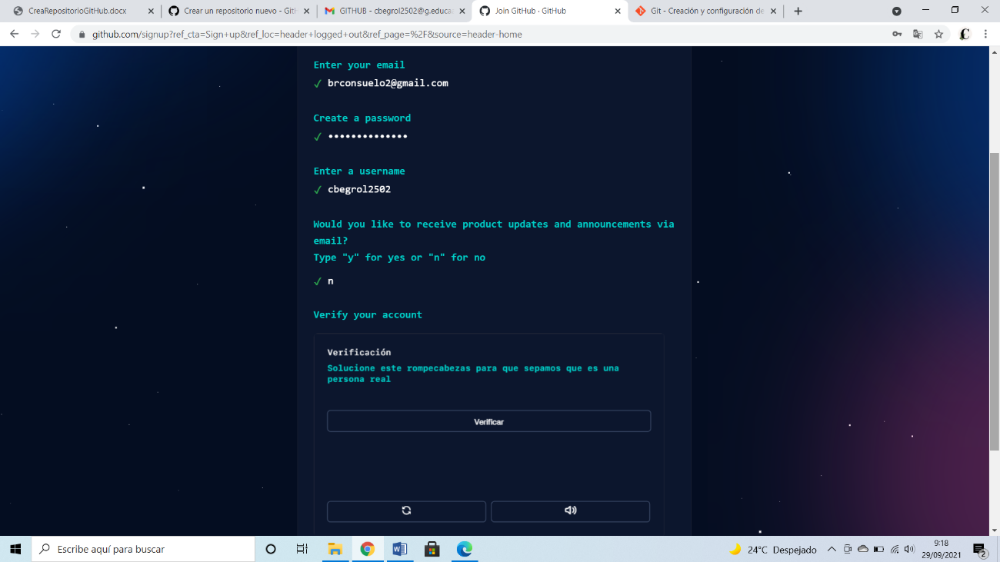 CreaRepositorioGitHub.docx
Crear un repositorio nuevo - GitH
GITHUB - cbegrol2502@g.educa
Join GitHub · GitHub
Git - Creación y configuración de
github.com/signup?ref_cta=Sign+up&ref_loc=header+logged+out&ref_page=%2F&source=header-home
Enter your email
✓ brconsuelo2@gmail.com
Create a password
✓ ••••••••••••••
Enter a username
✓ cbegrol2502
Would you like to receive product updates and announcements via
email?
Type "y" for yes or "n" for no
✓ n
Verify your account
Verificación
Solucione este rompecabezas para que sepamos que es una
persona real
Verificar
Escribe aquí para buscar
24°C Despejado
9:18
29/09/2021
2